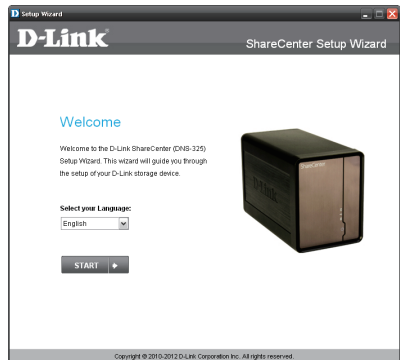 Setup Wizard
D-Link
ShareCenter Setup Wizard
Welcome
Welcome to the D-Link ShareCenter (DNS-325)
Setup Wizard. This wizard will guide you through
the setup of your D-Link storage device.
Select your Language:
English
START
ShareCenter
D-Link
Copyright © 2010-2012 D-Link Corporation Inc. All rights reserved.